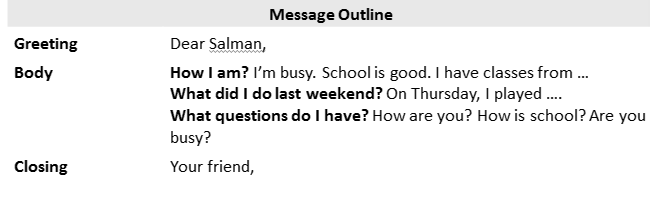 Message Outline
Greeting Dear Salman,
Body How I am? I'm busy. School is good. I have classes from ...
What did I do last weekend? On Thursday, I played ....
What questions do I have? How are you? How is school? Are you
busy?
Closing Your friend,